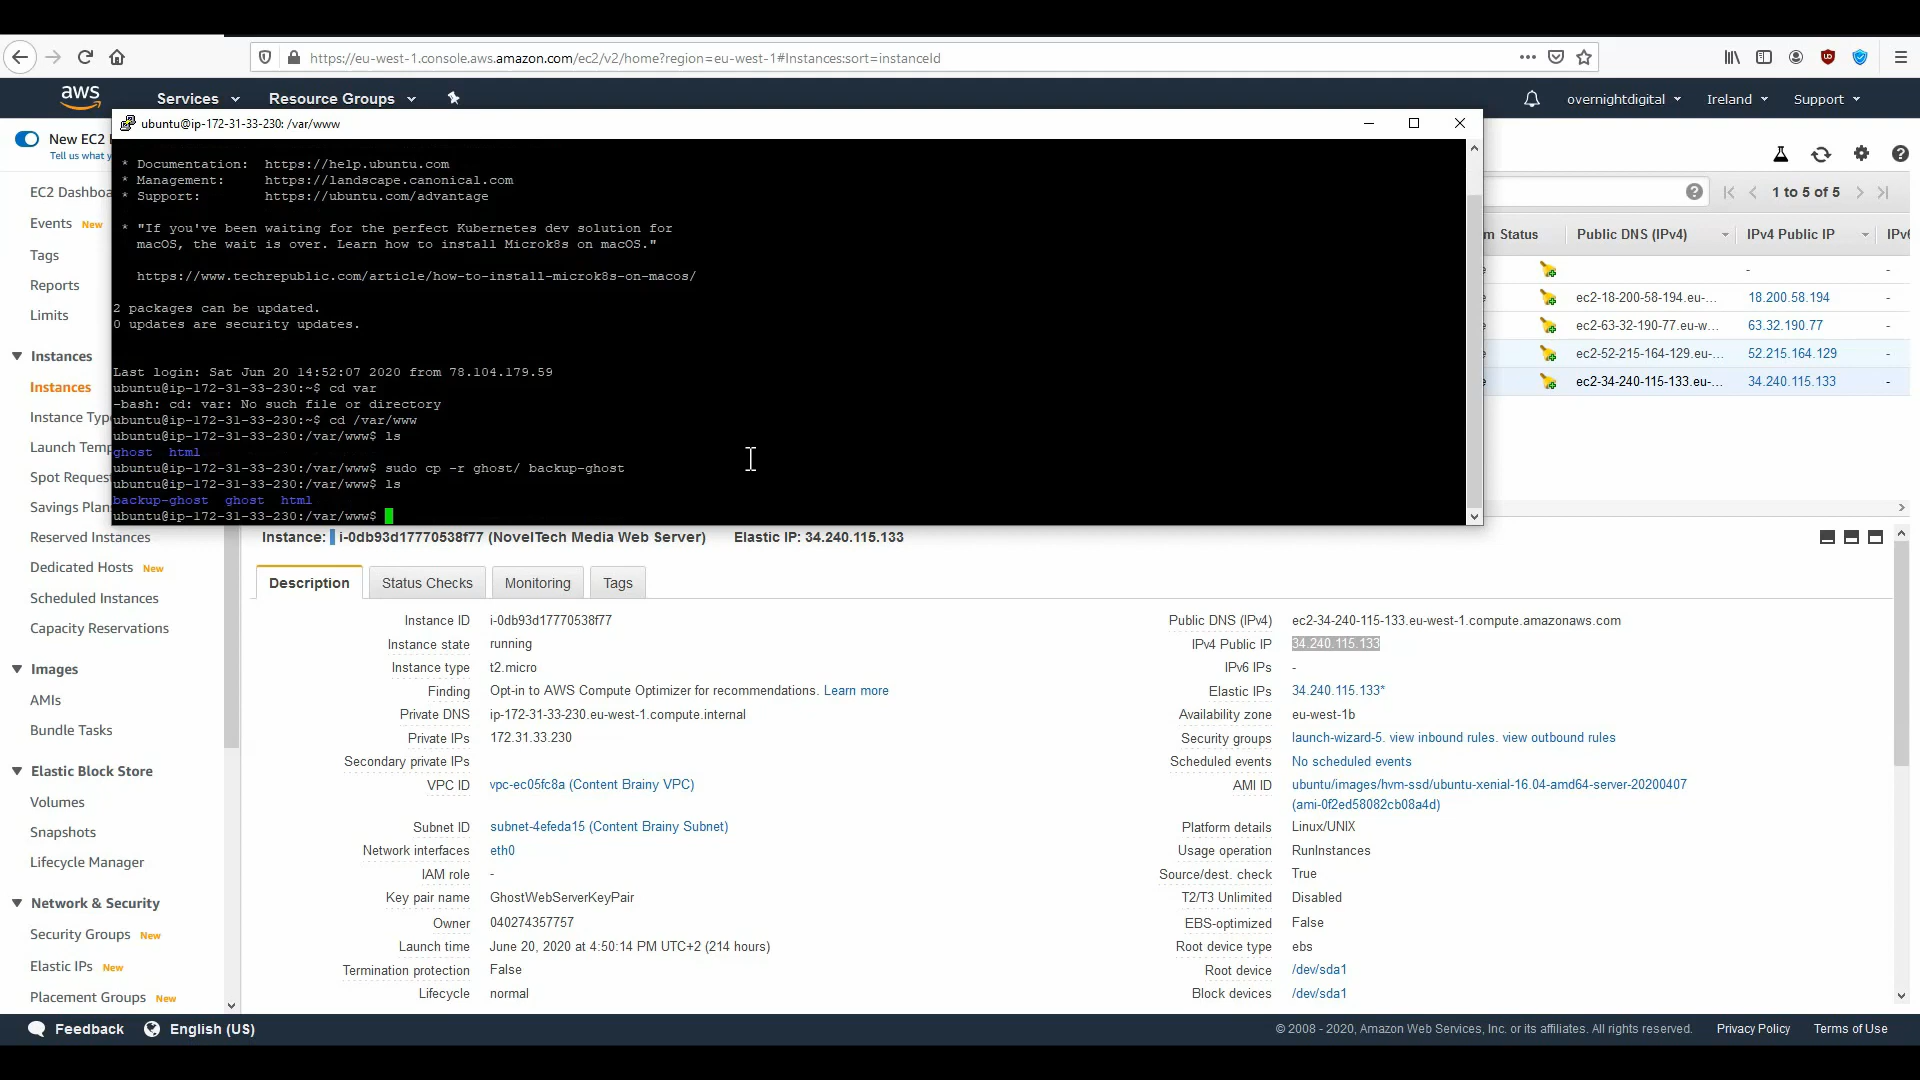 https://eu-west-1.console.aws.amazon.com/ec2/v2/home?region=eu-west-1#Instances:sort=instanceId
aws
Services
Resource Groups
overnightdigital
Ireland
Support
ubuntu@ip-172-31-33-230: /var/www
New EC2
Tell us what y
* Documentation: https://help.ubuntu.com
* Management: https://landscape.canonical.com
* Support: https://ubuntu.com/advantage
* "If you've been waiting for the perfect Kubernetes dev solution for
macOS, the wait is over. Learn how to install Microk8s on macOS."
https://www.techrepublic.com/article/how-to-install-microk8s-on-macos/
2 packages can be updated.
0 updates are security updates.
Last login: Sat Jun 20 14:52:07 2020 from 78.104.179.59
ubuntu@ip-172-31-33-230:~$ cd var
-bash: cd: var: No such file or directory
ubuntu@ip-172-31-33-230:~$ cd /var/www
ubuntu@ip-172-31-33-230:/var/www$ ls
ghost html
ubuntu@ip-172-31-33-230:/var/www$ sudo cp -r ghost/ backup-ghost
ubuntu@ip-172-31-33-230:/var/www$ ls
backup-ghost ghost html
ubuntu@ip-172-31-33-230:/var/www$
1 to 5 of 5
m Status Public DNS (IPv4) IPv4 Public IP IPv6
- -
ec2-18-200-58-194.eu-... 18.200.58.194 -
ec2-63-32-190-77.eu-w... 63.32.190.77 -
ec2-52-215-164-129.eu-... 52.215.164.129 -
ec2-34-240-115-133.eu-... 34.240.115.133 -
EC2 Dashboa
Events New
Tags
Reports
Limits
Instances
Instances
Instance Typ
Launch Temp
Spot Reque
Savings Plan
Reserved Instances
Dedicated Hosts New
Scheduled Instances
Capacity Reservations
Images
AMIs
Bundle Tasks
Elastic Block Store
Volumes
Snapshots
Lifecycle Manager
Network & Security
Security Groups New
Elastic IPs New
Placement Groups New
Instance: i-0db93d17770538f77 (NovelTech Media Web Server) Elastic IP: 34.240.115.133
Description
Status Checks
Monitoring
Tags
Instance ID i-0db93d17770538f77
Instance state running
Instance type t2.micro
Finding Opt-in to AWS Compute Optimizer for recommendations. Learn more
Private DNS ip-172-31-33-230.eu-west-1.compute.internal
Private IPs 172.31.33.230
Secondary private IPs
VPC ID vpc-ec05fc8a (Content Brainy VPC)
Subnet ID subnet-4efeda15 (Content Brainy Subnet)
Network interfaces eth0
IAM role -
Key pair name GhostWebServerKeyPair
Owner 040274357757
Launch time June 20, 2020 at 4:50:14 PM UTC+2 (214 hours)
Termination protection False
Lifecycle normal
Public DNS (IPv4) ec2-34-240-115-133.eu-west-1.compute.amazonaws.com
IPv4 Public IP 34.240.115.133
IPv6 IPs -
Elastic IPs 34.240.115.133*
Availability zone eu-west-1b
Security groups launch-wizard-5. view inbound rules. view outbound rules
Scheduled events No scheduled events
AMI ID ubuntu/images/hvm-ssd/ubuntu-xenial-16.04-amd64-server-20200407
(ami-0f2ed58082cb08a4d)
Platform details Linux/UNIX
Usage operation RunInstances
Source/dest. check True
T2/T3 Unlimited Disabled
EBS-optimized False
Root device type ebs
Root device /dev/sda1
Block devices /dev/sda1
Feedback
English (US)
© 2008 - 2020, Amazon Web Services, Inc. or its affiliates. All rights reserved.
Privacy Policy
Terms of Use